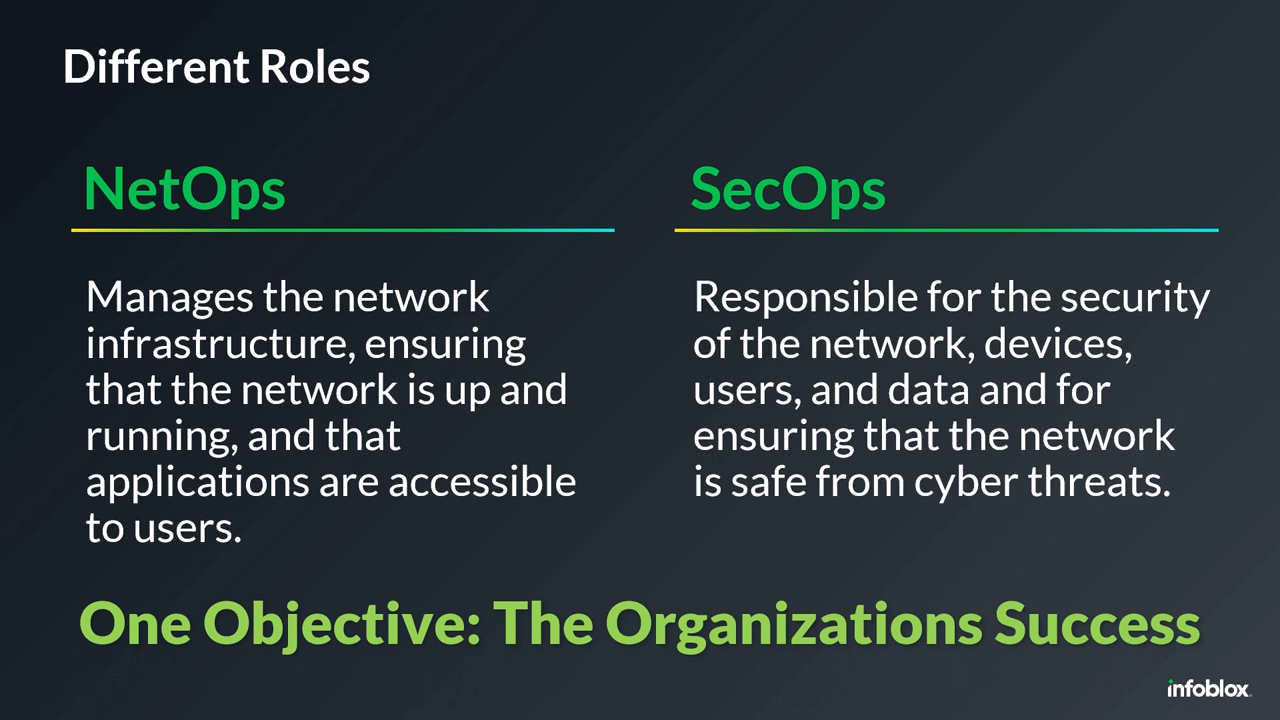 Different Roles
NetOps
Manages the network
infrastructure, ensuring
that the network is up and
running, and that
applications are accessible
to users.
SecOps
Responsible for the security
of the network, devices,
users, and data and for
ensuring that the network
is safe from cyber threats.
One Objective: The Organizations Success
infoblox